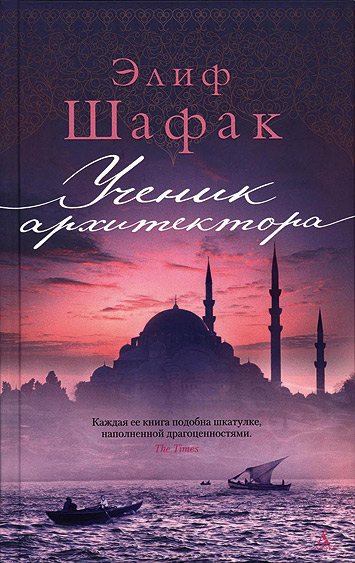 Элиф
Шафак
Ученик
архитектора
Каждая ее книга подобна шкатулке,
наполненной драгоценностями.
The Times